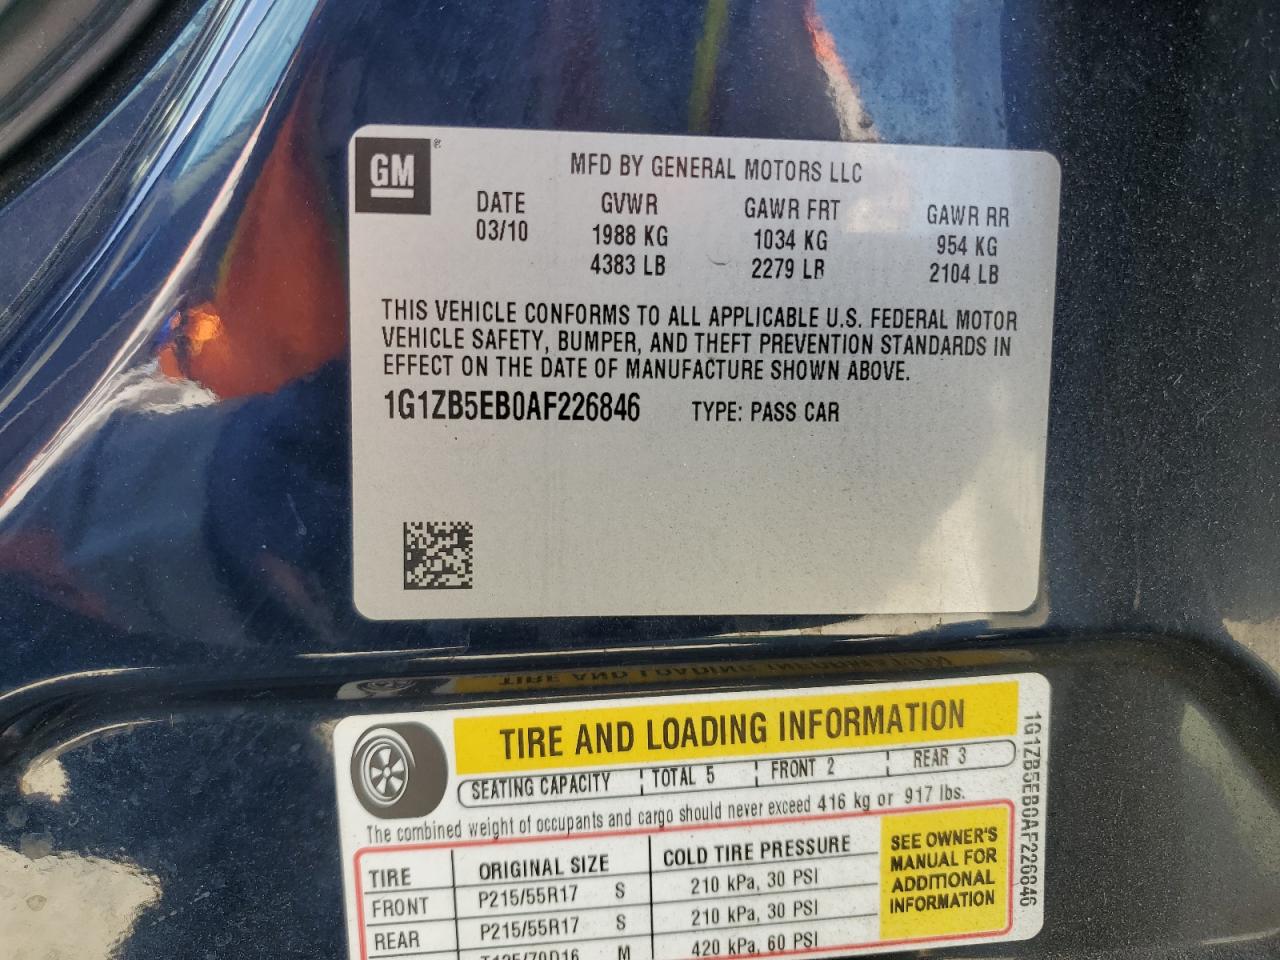 GM
MFD BY GENERAL MOTORS LLC
DATE GVWR GAWR FRT GAWR RR
03/10 1988 KG 1034 KG 954 KG
4383 LB 2279 LB 2104 LB
THIS VEHICLE CONFORMS TO ALL APPLICABLE U.S. FEDERAL MOTOR
VEHICLE SAFETY, BUMPER, AND THEFT PREVENTION STANDARDS IN
EFFECT ON THE DATE OF MANUFACTURE SHOWN ABOVE.
1G1ZB5EB0AF226846 TYPE: PASS CAR
TIRE AND LOADING INFORMATION
SEATING CAPACITY TOTAL 5 FRONT 2 REAR 3
The combined weight of occupants and cargo should never exceed 416 kg or 917 lbs.
TIRE ORIGINAL SIZE COLD TIRE PRESSURE
FRONT P215/55R17 S 210 kPa, 30 PSI
REAR P215/55R17 S 210 kPa, 30 PSI
M 420 kPa, 60 PSI
SEE OWNER'S
MANUAL FOR
ADDITIONAL
INFORMATION
1G1ZB5EB0AF226846